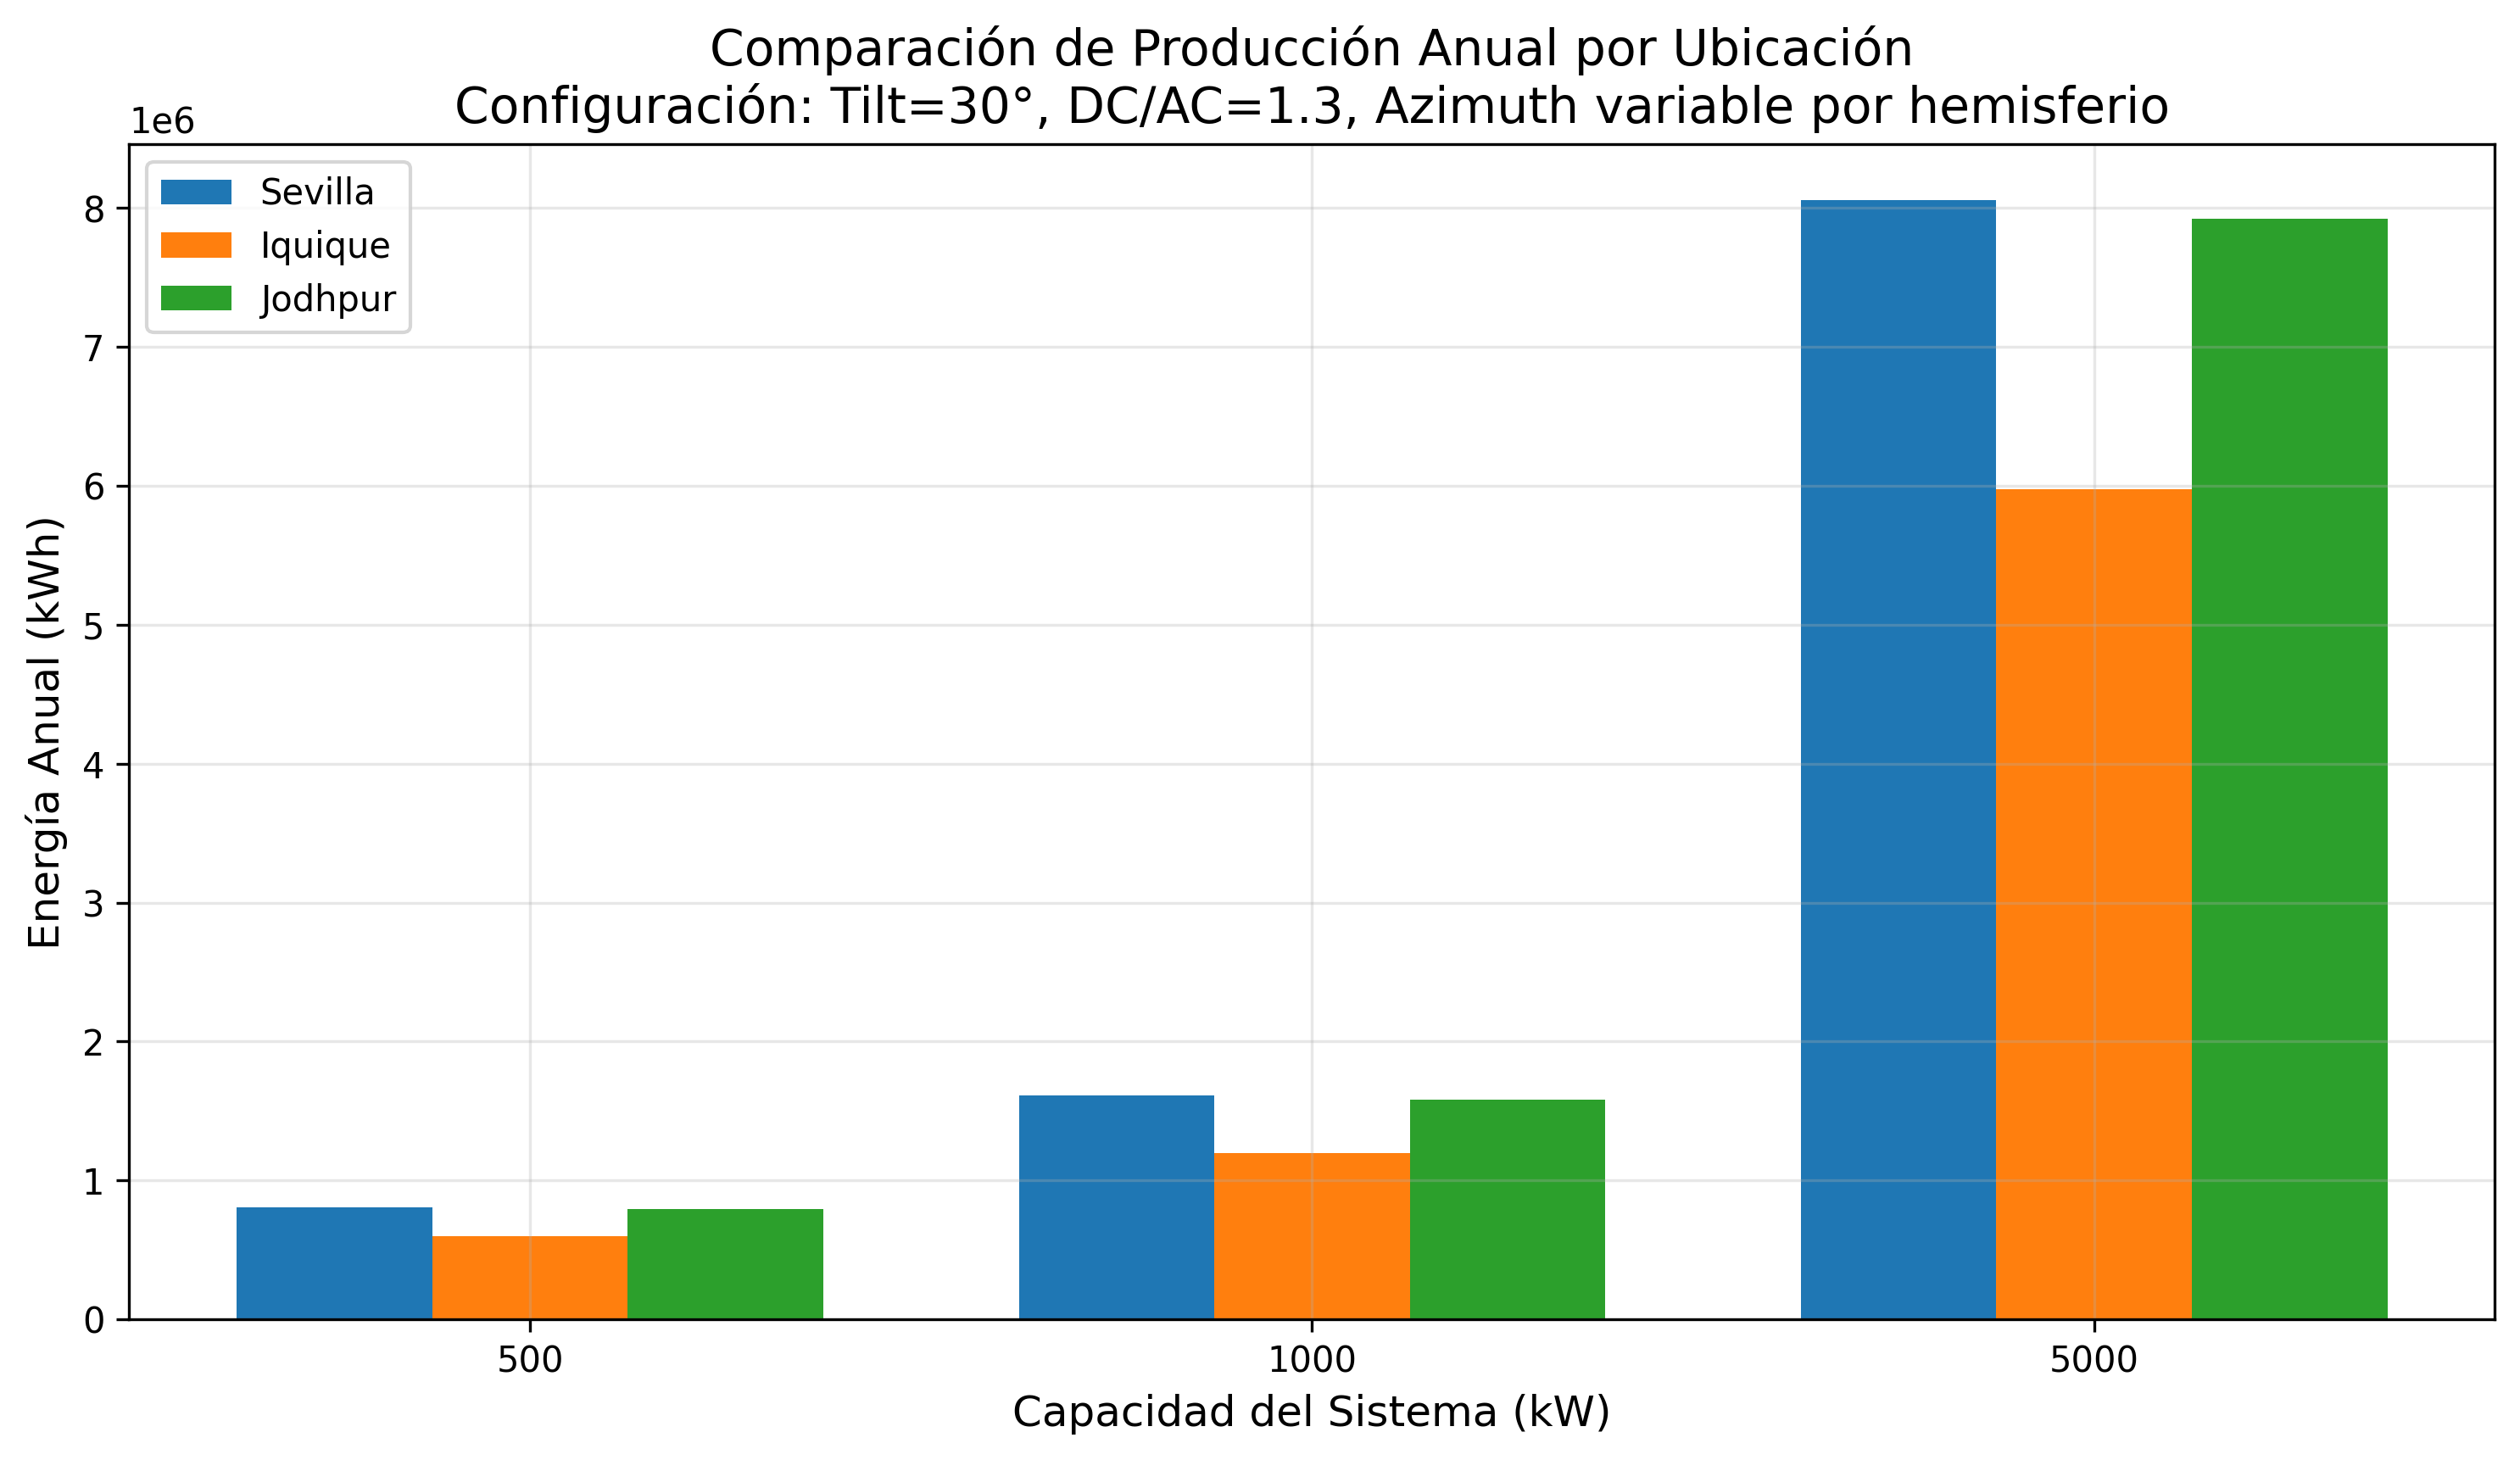 Comparación de Producción Anual por Ubicación
Configuración: Tilt=30°, DC/AC=1.3, Azimuth variable por hemisferio
1e6
Sevilla
Iquique
Jodhpur
8
7
6
5
4
3
2
1
0
Energía Anual (kWh)
500
1000
5000
Capacidad del Sistema (kW)